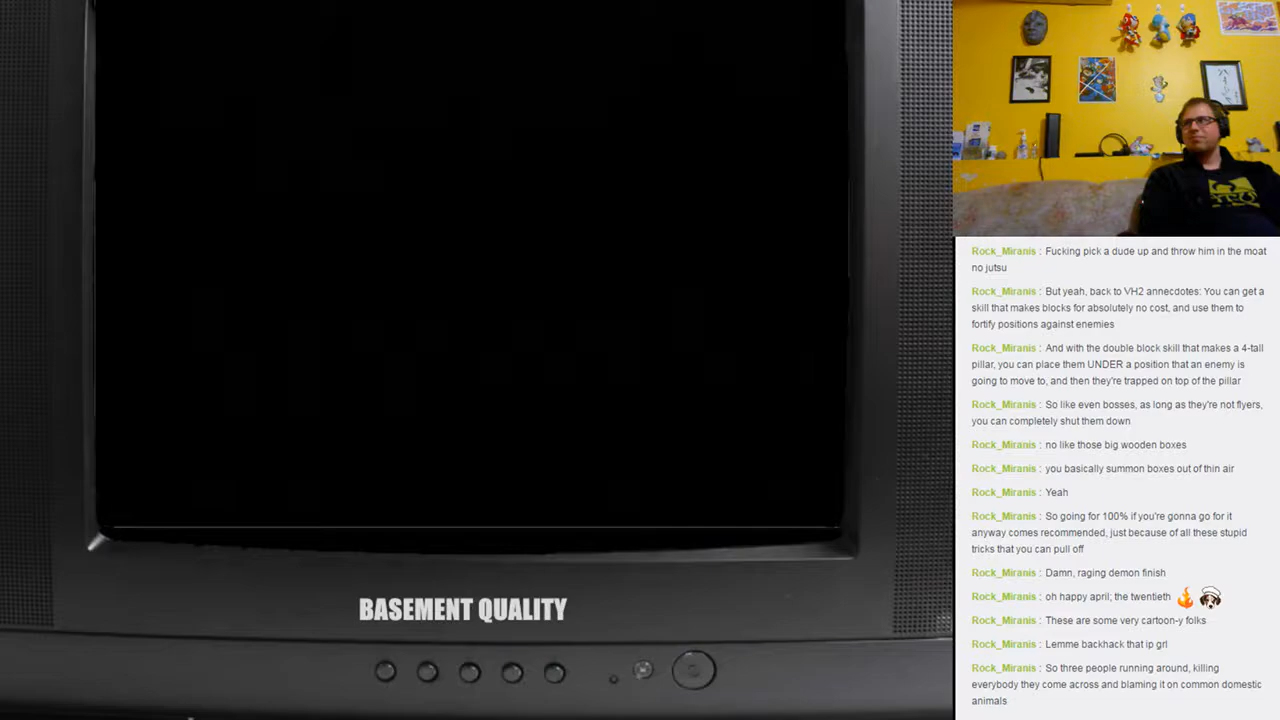 Rock_Miranis : Fucking pick a dude up and throw him in the moat
no jutsu
Rock_Miranis : But yeah, back to VH2 annecdotes: You can get a
skill that makes blocks for absolutely no cost, and use them to
fortify positions against enemies
Rock_Miranis : And with the double block skill that makes a 4-tall
pillar, you can place them UNDER a position that an enemy is
going to move to, and then they're trapped on top of the pillar
Rock_Miranis : So like even bosses, as long as they're not flyers,
you can completely shut them down
Rock_Miranis : no like those big wooden boxes
Rock_Miranis : you basically summon boxes out of thin air
Rock_Miranis : Yeah
Rock_Miranis : So going for 100% if you're gonna go for it
anyway comes recommended, just because of all these stupid
tricks that you can pull off
Rock_Miranis : Damn, raging demon finish
Rock_Miranis : oh happy april; the twentieth
Rock_Miranis : These are some very cartoon-y folks
Rock_Miranis : Lemme backhack that ip grl
Rock_Miranis : So three people running around, killing
everybody they come across and blaming it on common domestic
animals
BASEMENT QUALITY